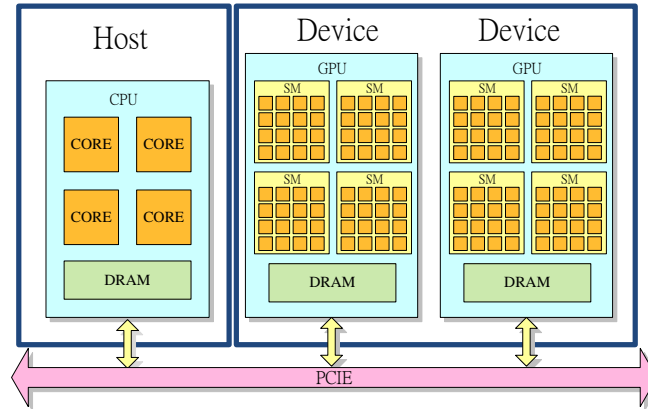 Host
Device
Device
CPU
CORE
CORE
CORE
CORE
DRAM
GPU
SM
SM
SM
SM
DRAM
GPU
SM
SM
SM
SM
DRAM
PCIE